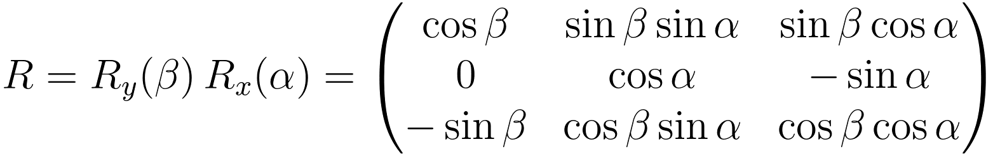 cos β sin β sin α sin β cos α
R = R_y(β) R_x(α) = ( 0 cos α − sin α )
− sin β cos β sin α cos β cos α